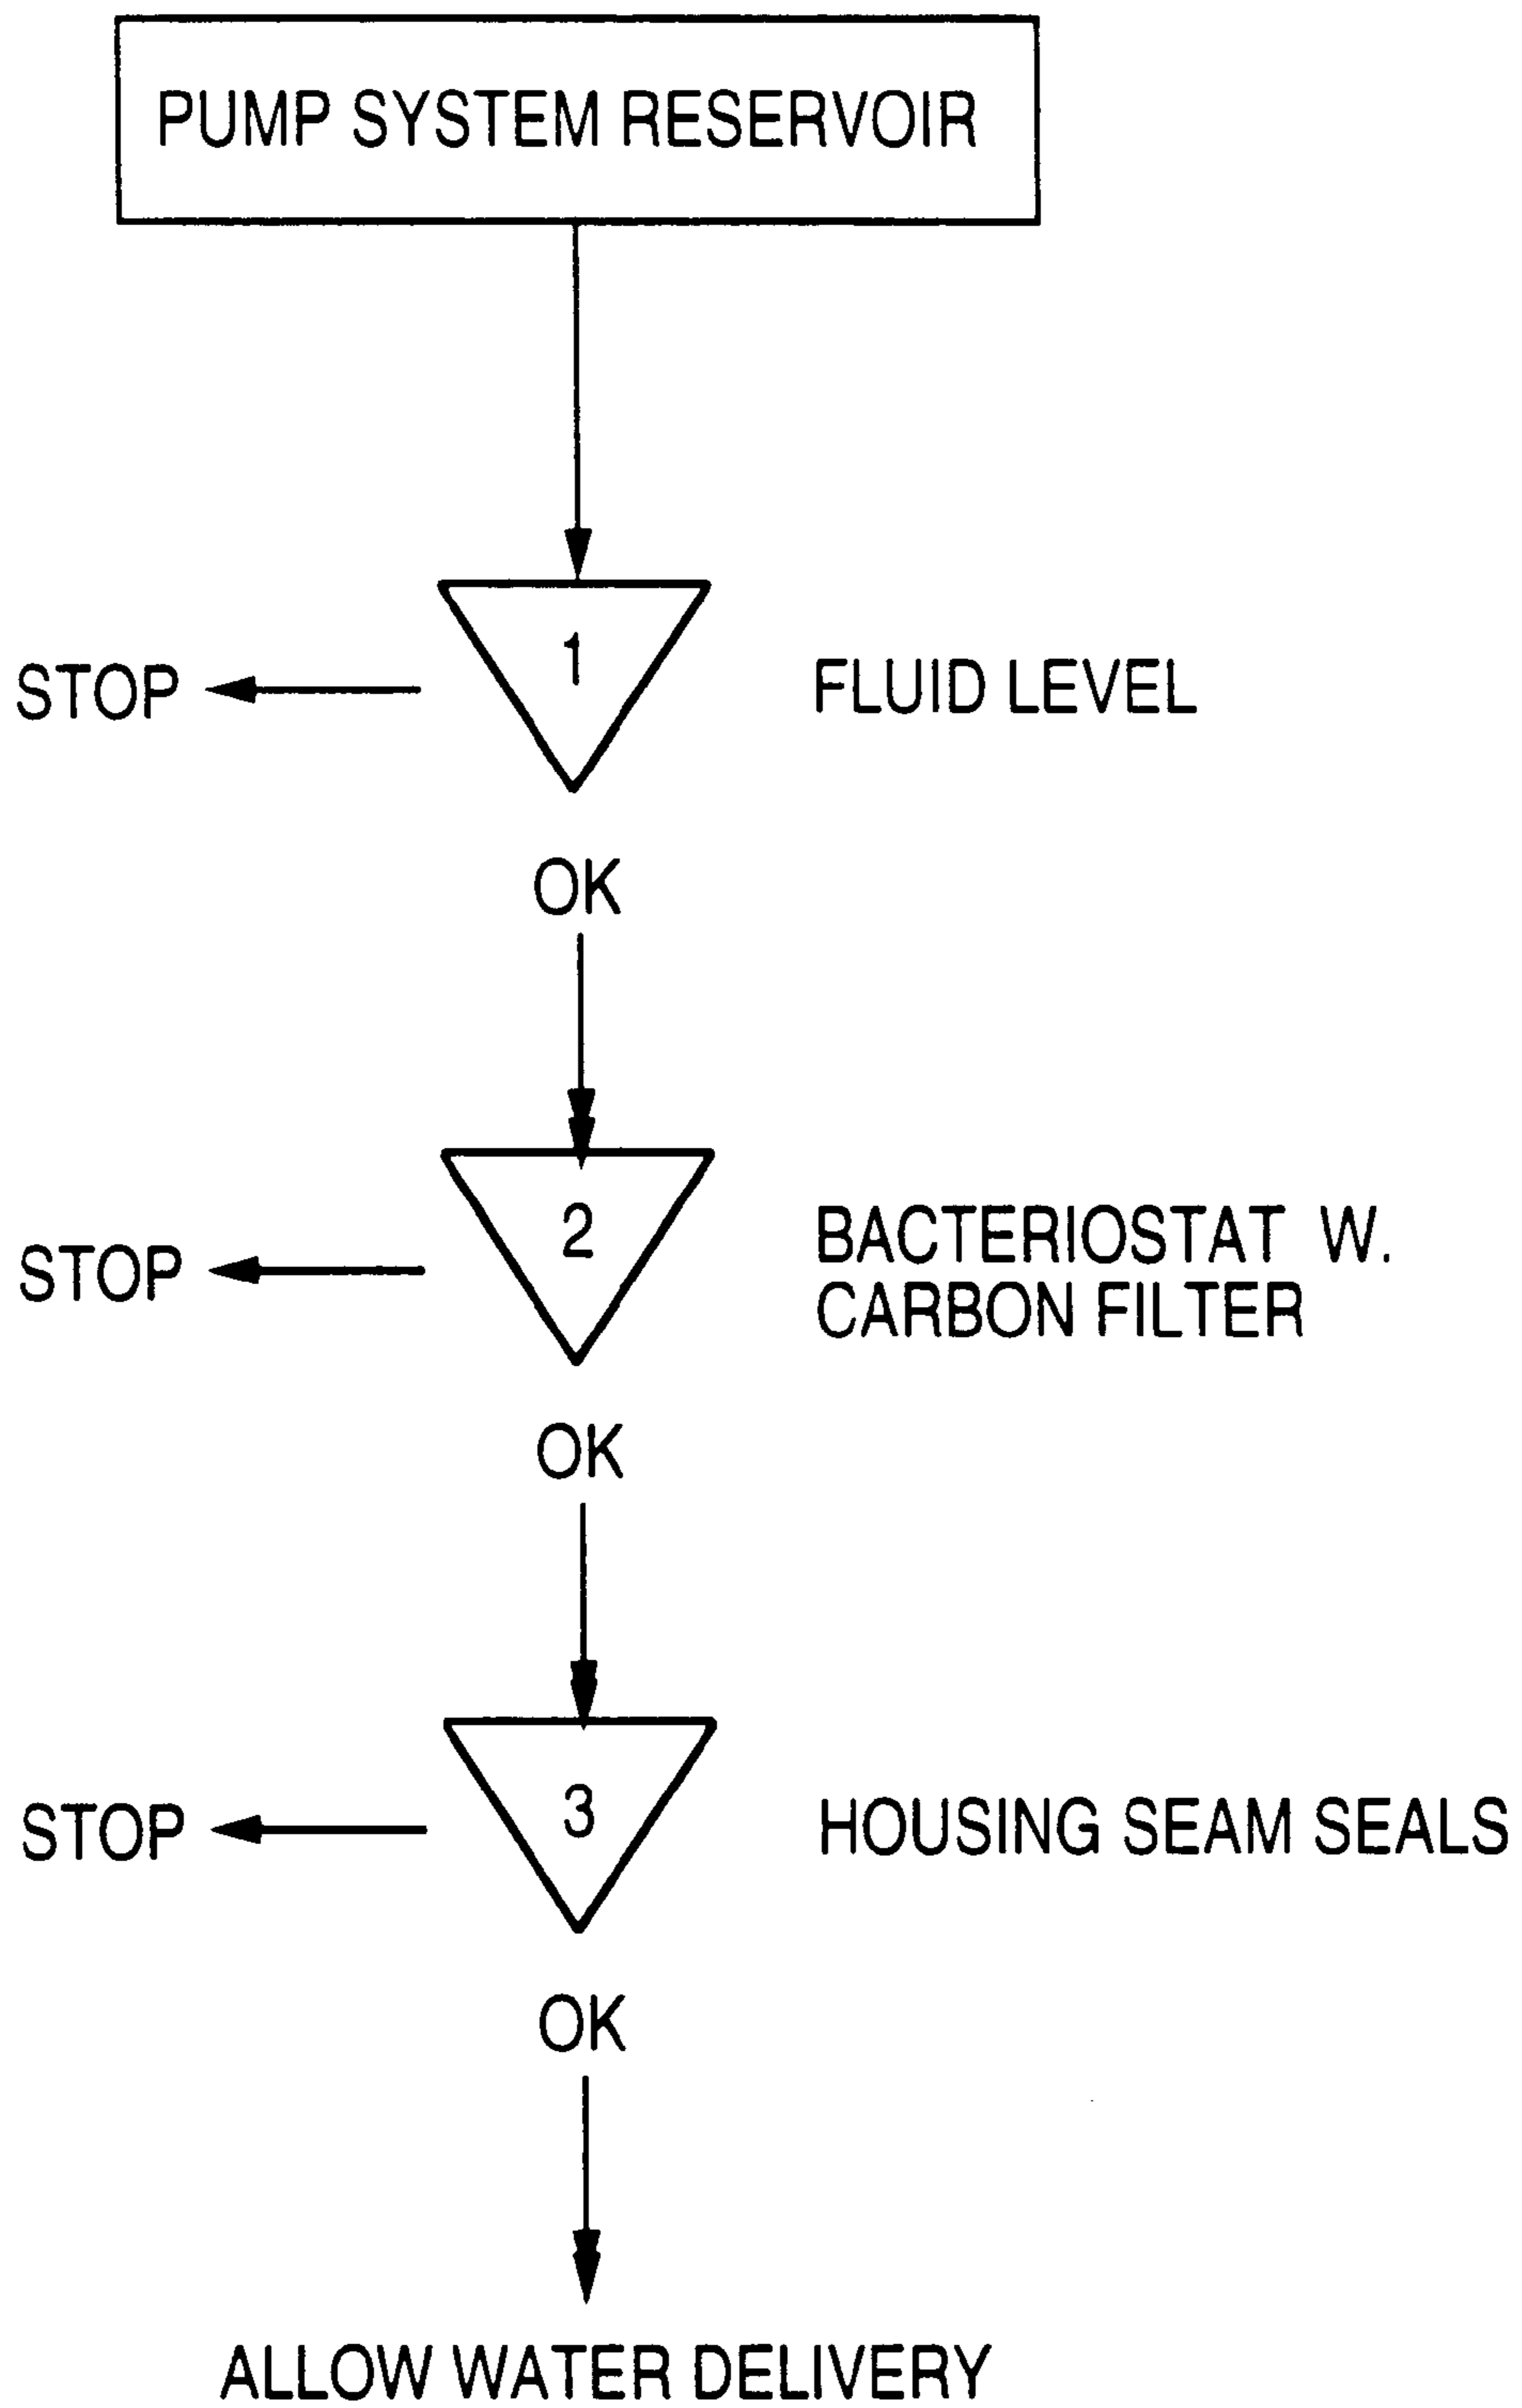 PUMP SYSTEM RESERVOIR
1
STOP
FLUID LEVEL
OK
2
STOP
BACTERIOSTAT W.
CARBON FILTER
OK
3
STOP
HOUSING SEAM SEALS
OK
ALLOW WATER DELIVERY